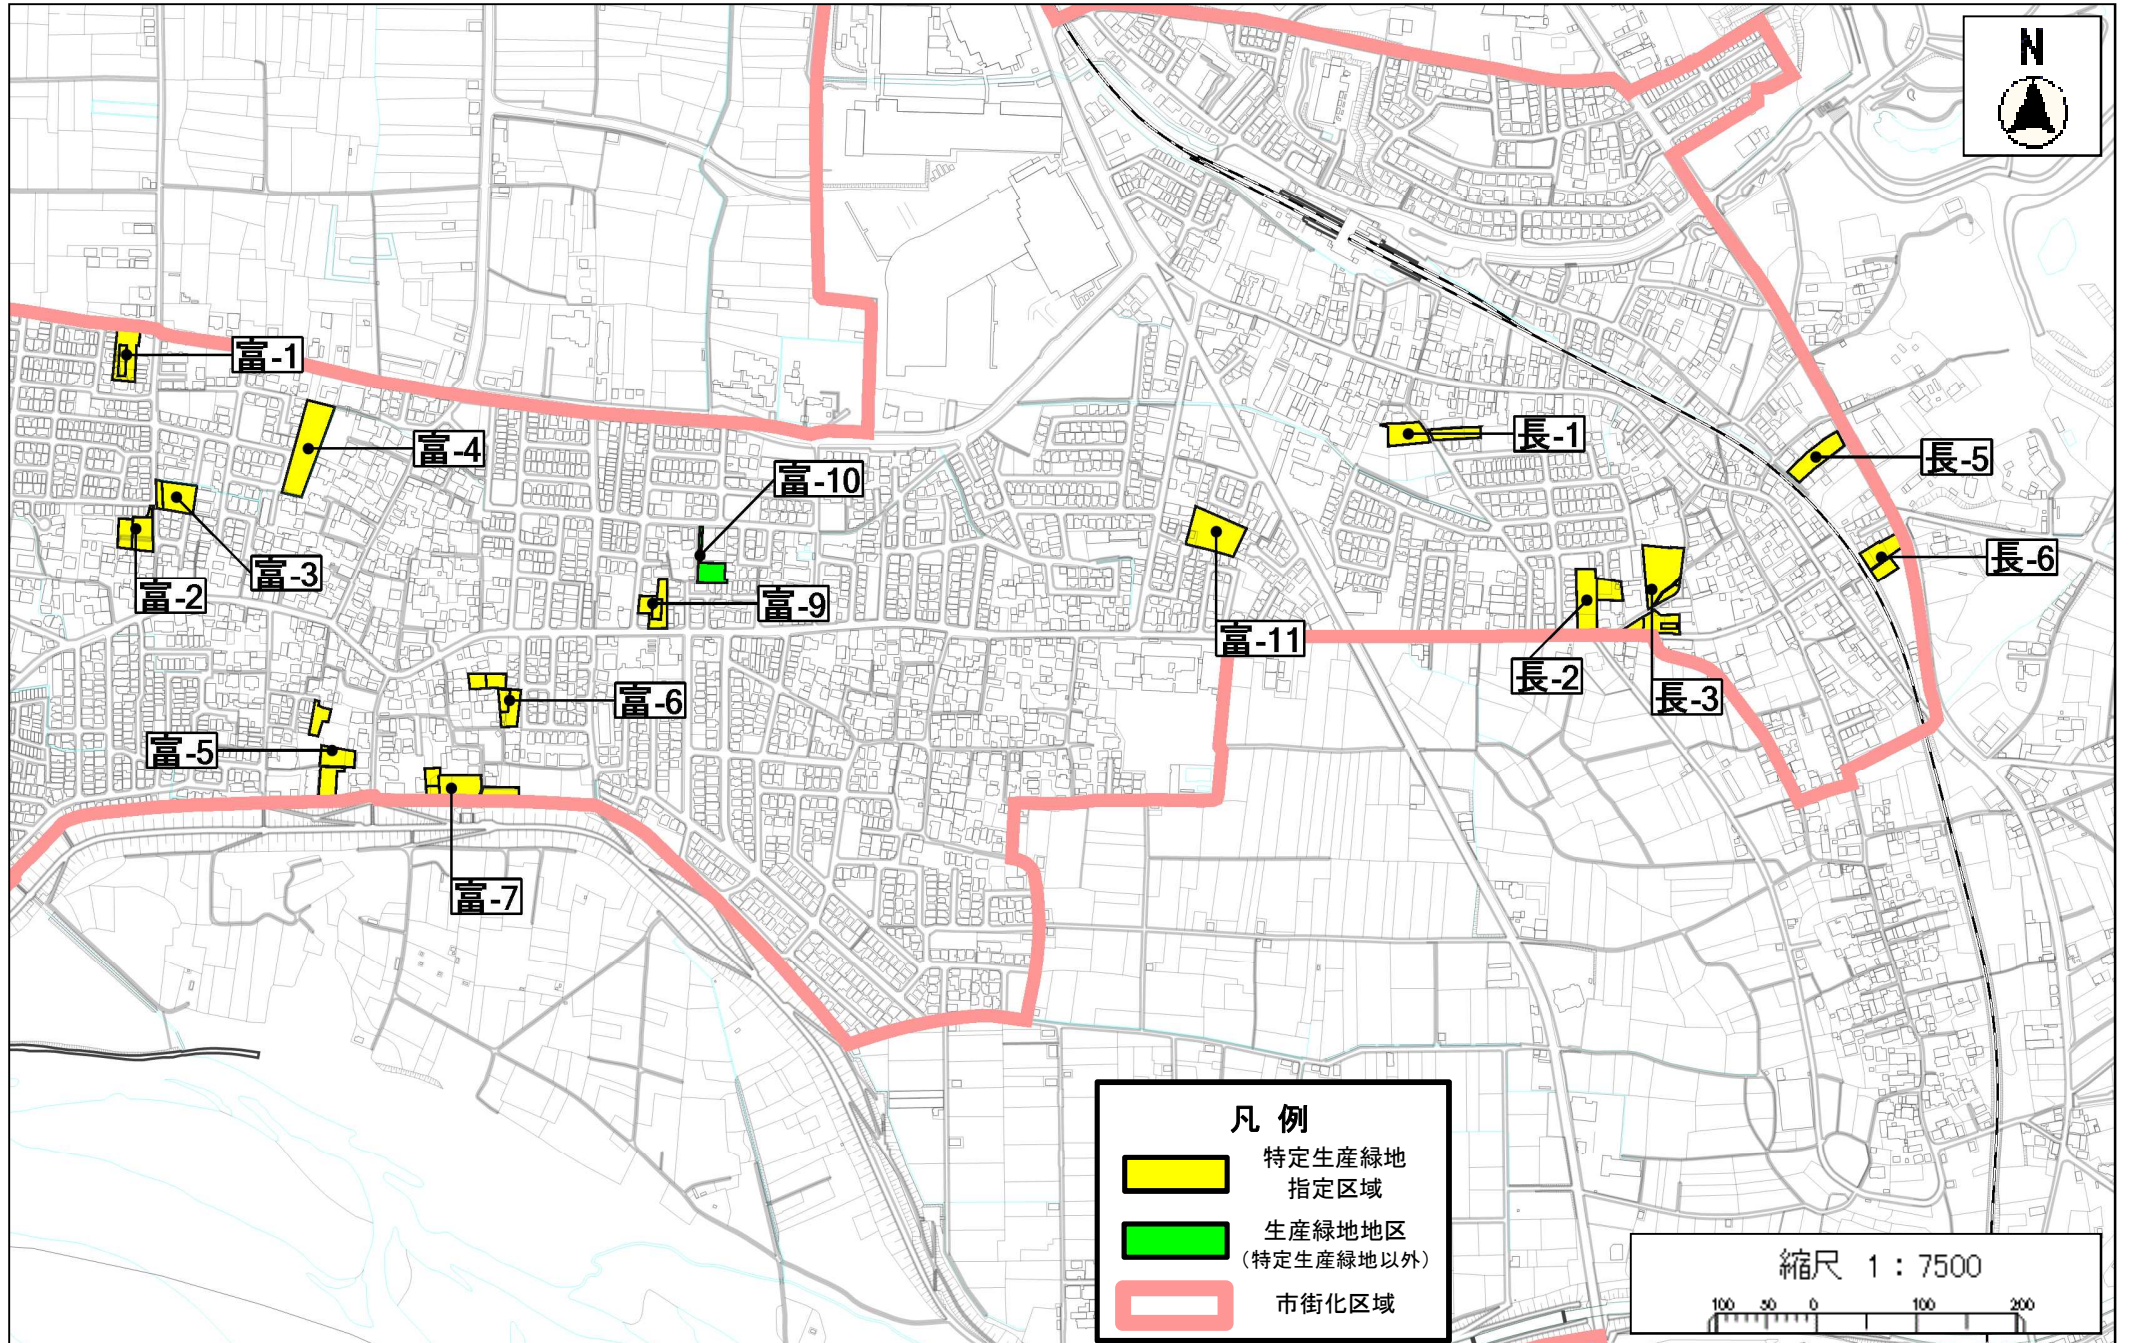 N
富-1
富-4
富-10
長-1
長-5
富-3
富-2
富-9
富-11
長-6
長-2
長-3
富-6
富-5
富-7
凡 例
特定生産緑地
指定区域
生産緑地地区
（特定生産緑地以外）
市街化区域
縮尺 1：7500
100 50 0 100 200